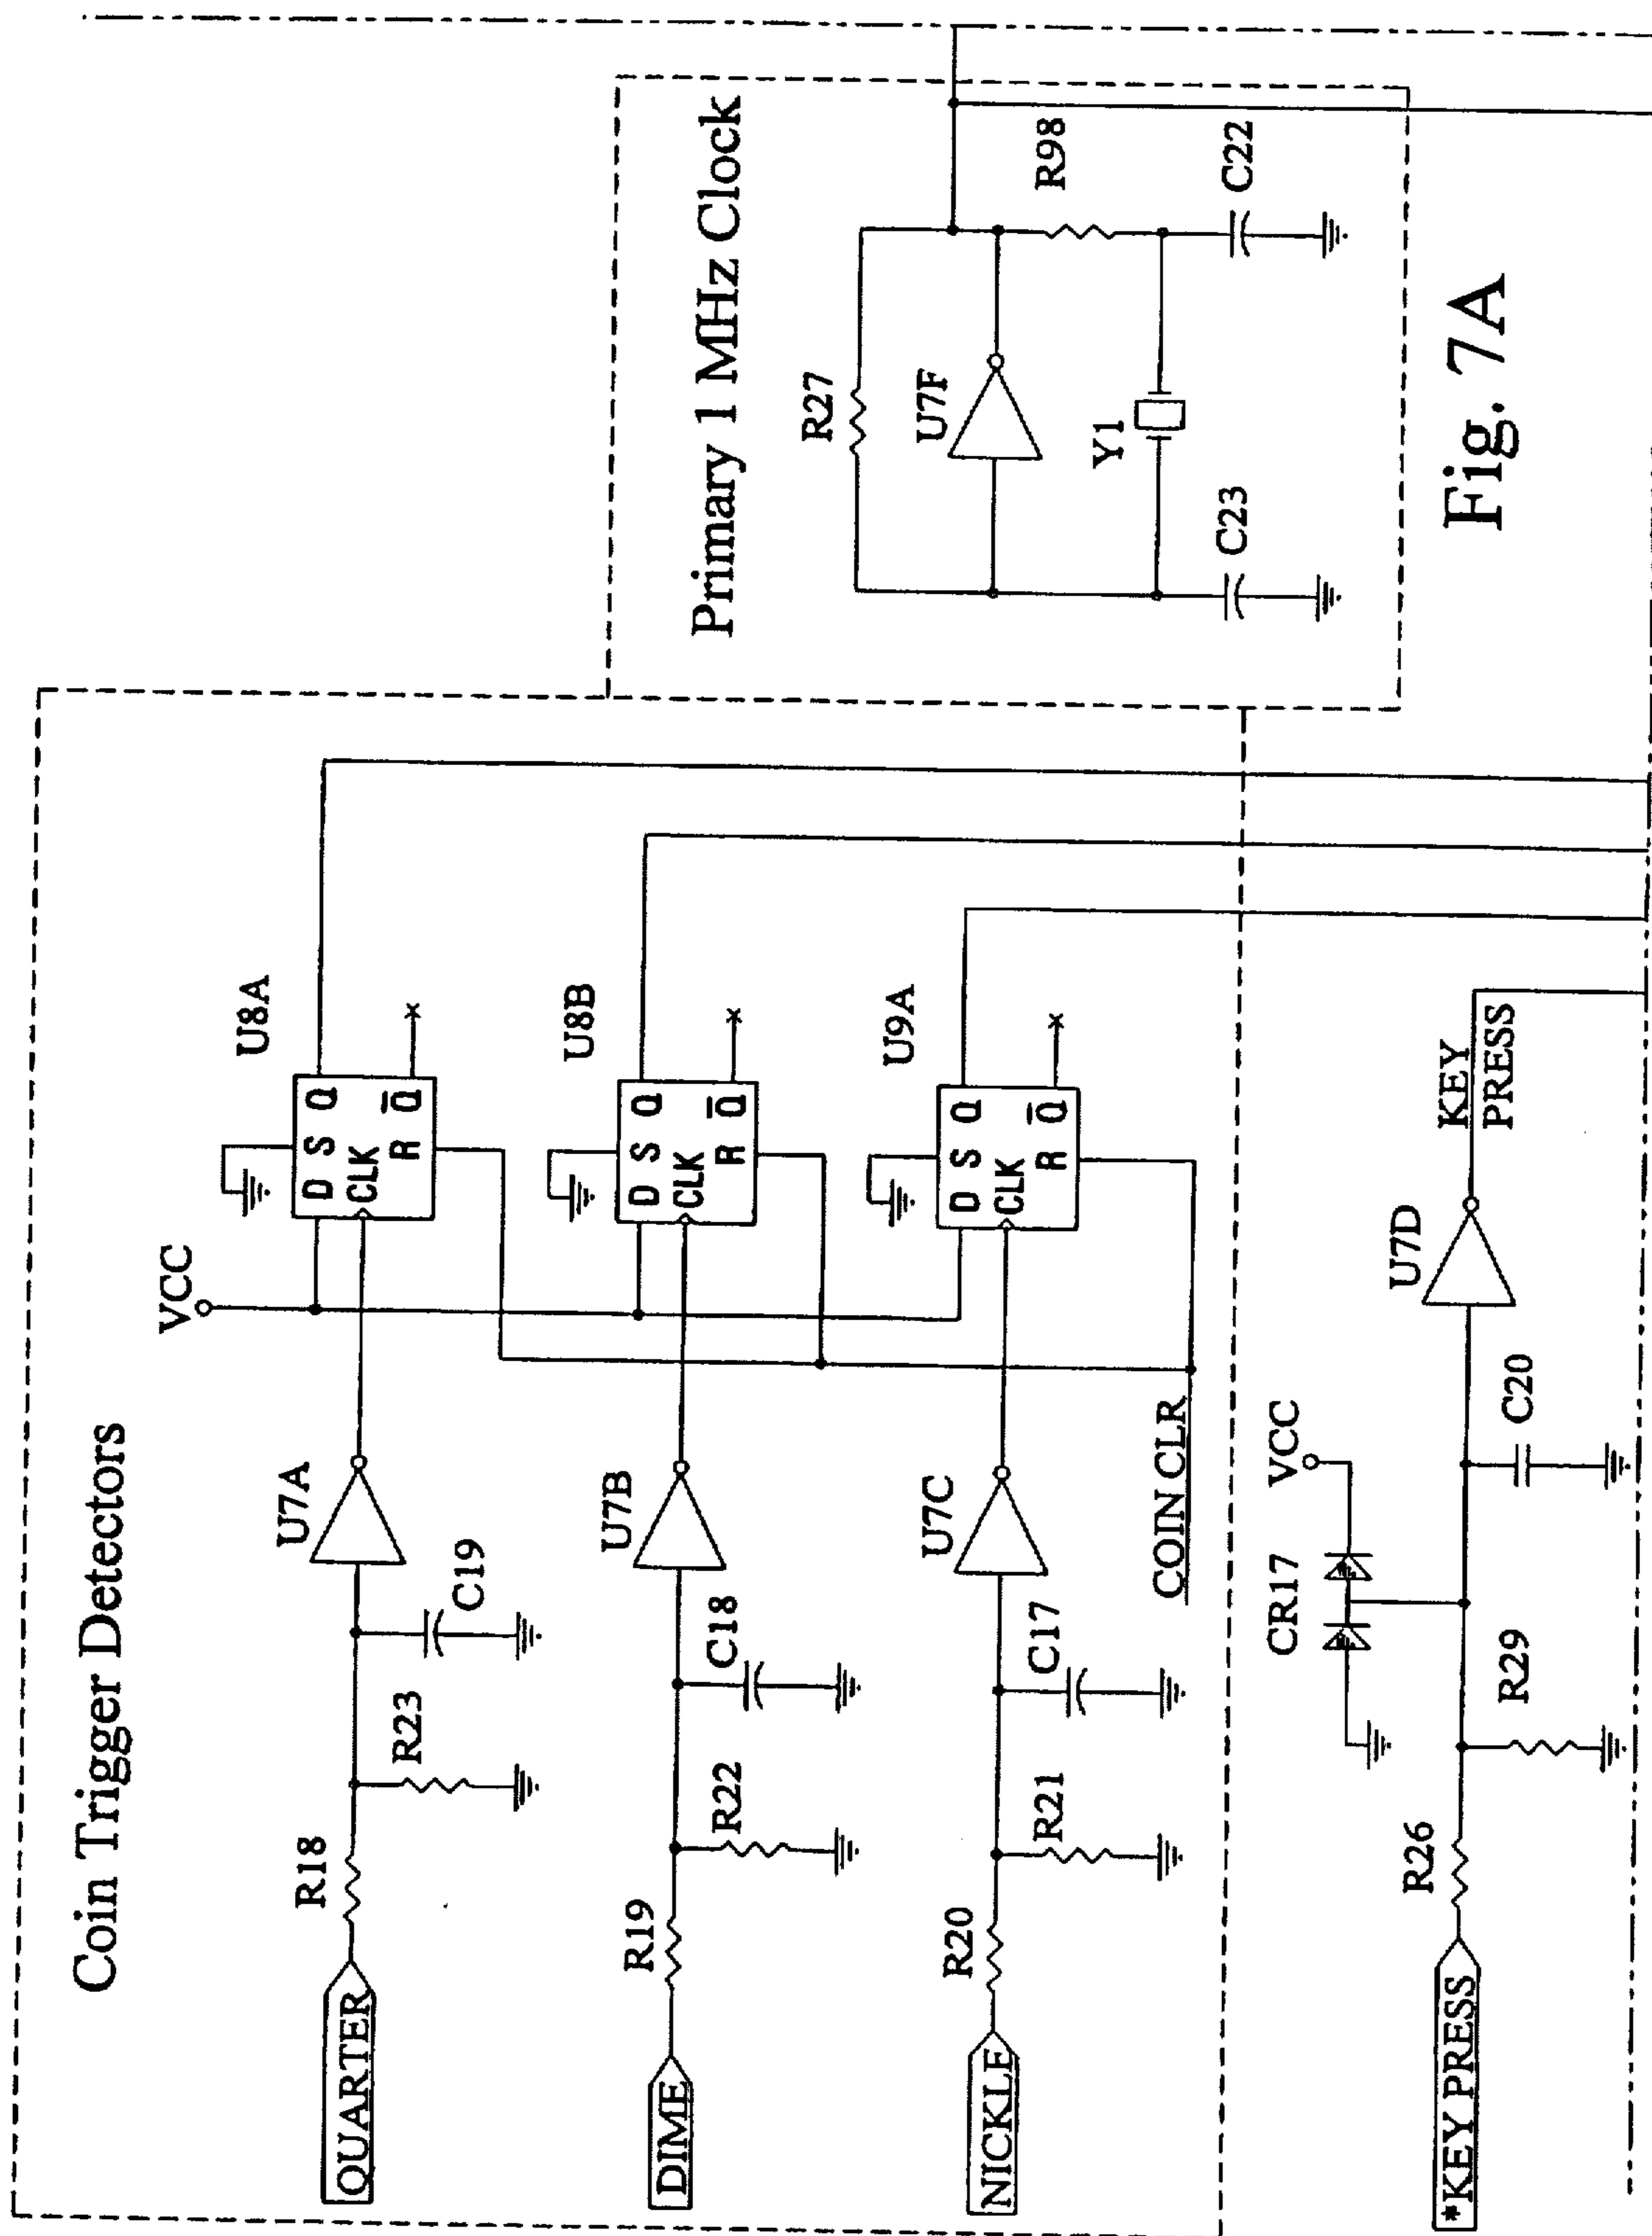 Coin Trigger Detectors
VCC
U8A
D S Q
CLK
R Q̅
QUARTER
R18
R23
C19
U7A
U8B
D S Q
CLK
R Q̅
DIME
R19
R22
C18
U7B
U9A
D S Q
CLK
R Q̅
NICKLE
R20
R21
C17
U7C
COIN CLR
Primary 1 MHz Clock
R27
U7F
R98
Y1
C23
C22
*KEY PRESS
R26
R29
CR17
VCC
C20
U7D
KEY
PRESS
Fig. 7A